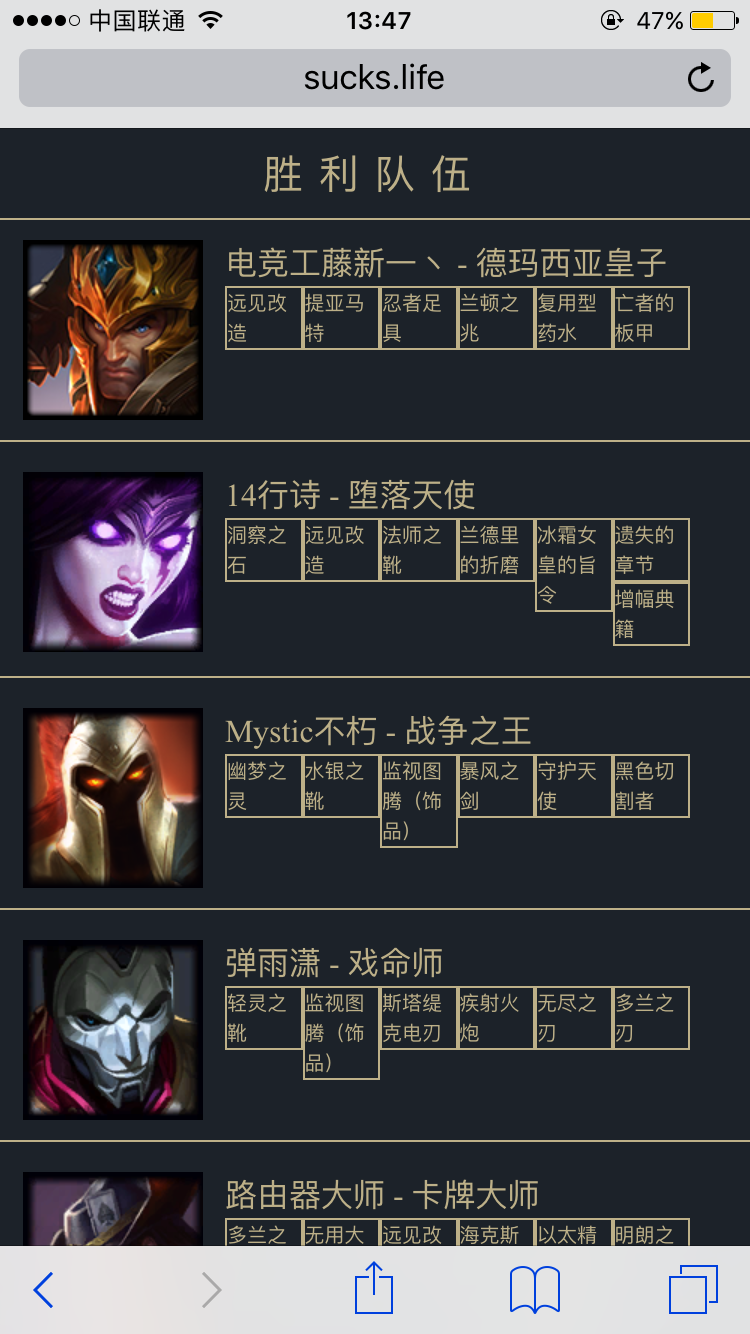 中国联通 13:47 47%
sucks.life
胜利队伍
电竞工藤新一丶 - 德玛西亚皇子
远见改 提亚马 忍者足 兰顿之 复用型 亡者的
造 特 具 兆 药水 板甲
14行诗 - 堕落天使
洞察之 远见改 法师之 兰德里 冰霜女 遗失的
石 造 靴 的折磨 皇的旨 章节
令 增幅典
籍
Mystic不朽 - 战争之王
幽梦之 水银之 监视图 暴风之 守护天 黑色切
灵 靴 腾（饰 剑 使 割者
品）
弹雨潇 - 戏命师
轻灵之 监视图 斯塔缇 疾射火 无尽之 多兰之
靴 腾（饰 克电刃 炮 刃 刃
品）
路由器大师 - 卡牌大师
多兰之 无用大 远见改 海克斯 以太精 明朗之